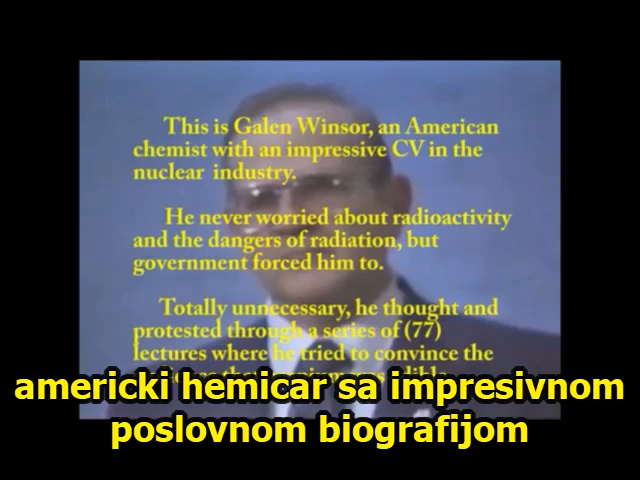 This is Galen Winsor, an American
chemist with an impressive CV in the
nuclear industry.
He never worried about radioactivity
and the dangers of radiation, but
government forced him to.
Totally unnecessary, he thought and
protested through a series of (77)
lectures where he tried to convince the
americki hemicar sa impresivnom
poslovnom biografijom